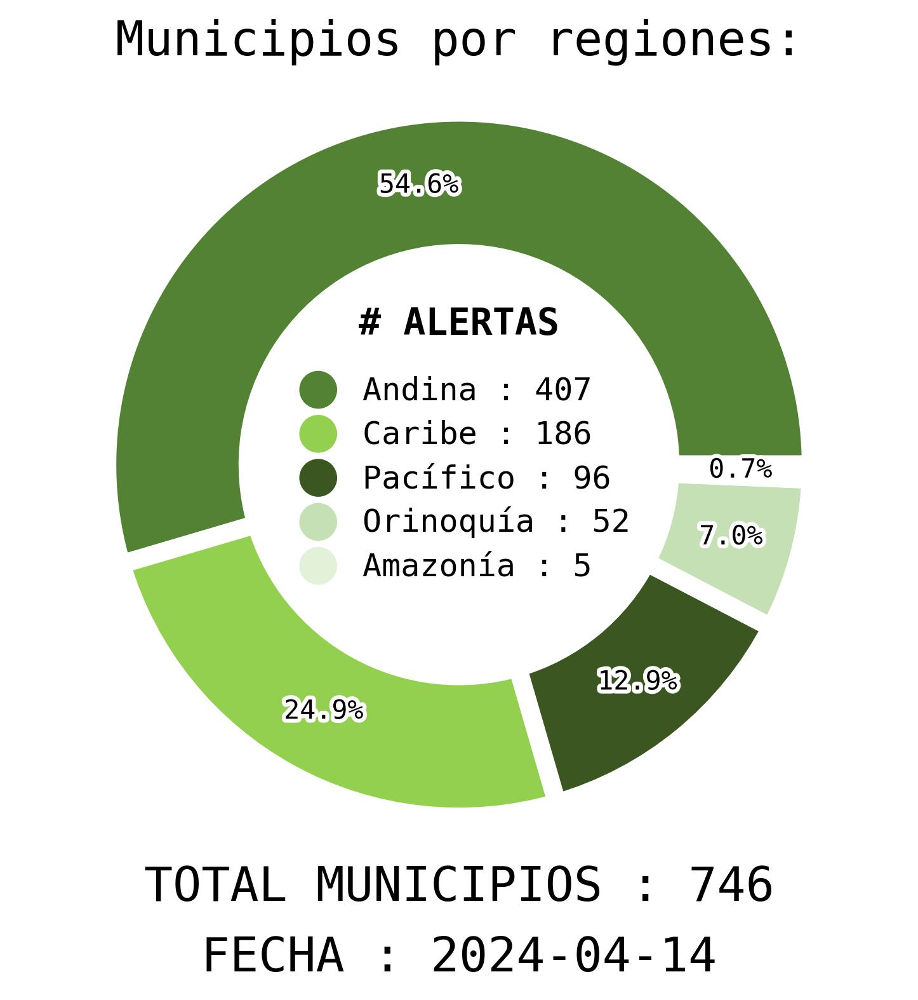 Municipios por regiones:
54.6%
# ALERTAS
Andina : 407
Caribe : 186
Pacífico : 96
Orinoquía : 52
Amazonía : 5
0.7%
7.0%
12.9%
24.9%
TOTAL MUNICIPIOS : 746
FECHA : 2024-04-14